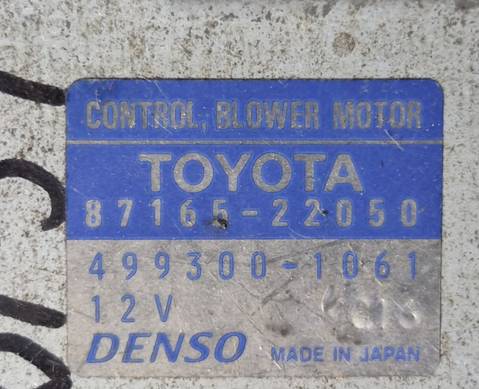 CONTROL, BLOWER MOTOR
TOYOTA
87165-22050
499300-1061
12V
DENSO MADE IN JAPAN